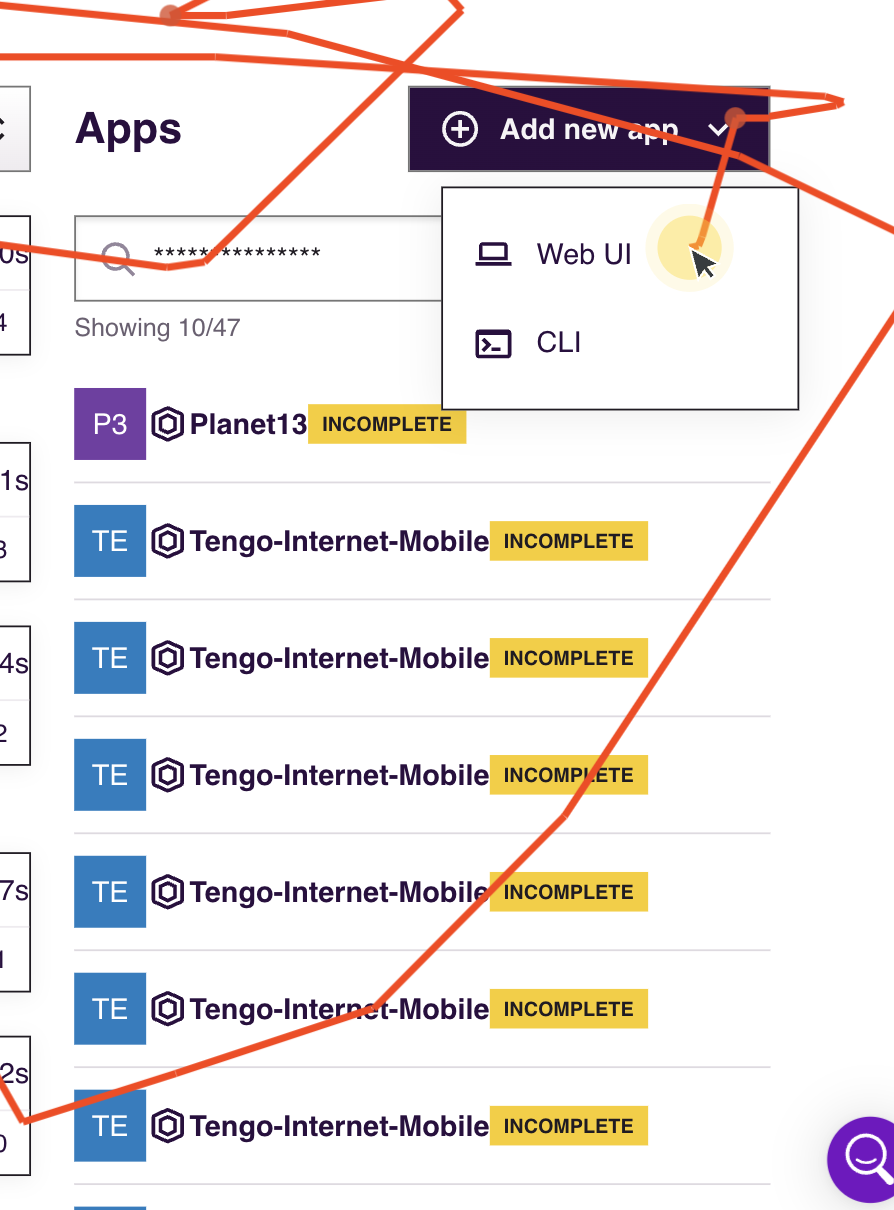 Apps
Add new app
***************
Web UI
CLI
Showing 10/47
P3 Planet13 INCOMPLETE
TE Tengo-Internet-Mobile INCOMPLETE
TE Tengo-Internet-Mobile INCOMPLETE
TE Tengo-Internet-Mobile INCOMPLETE
TE Tengo-Internet-Mobile INCOMPLETE
TE Tengo-Internet-Mobile INCOMPLETE
TE Tengo-Internet-Mobile INCOMPLETE
0s
4
1s
3
4s
2
7s
1
2s
0